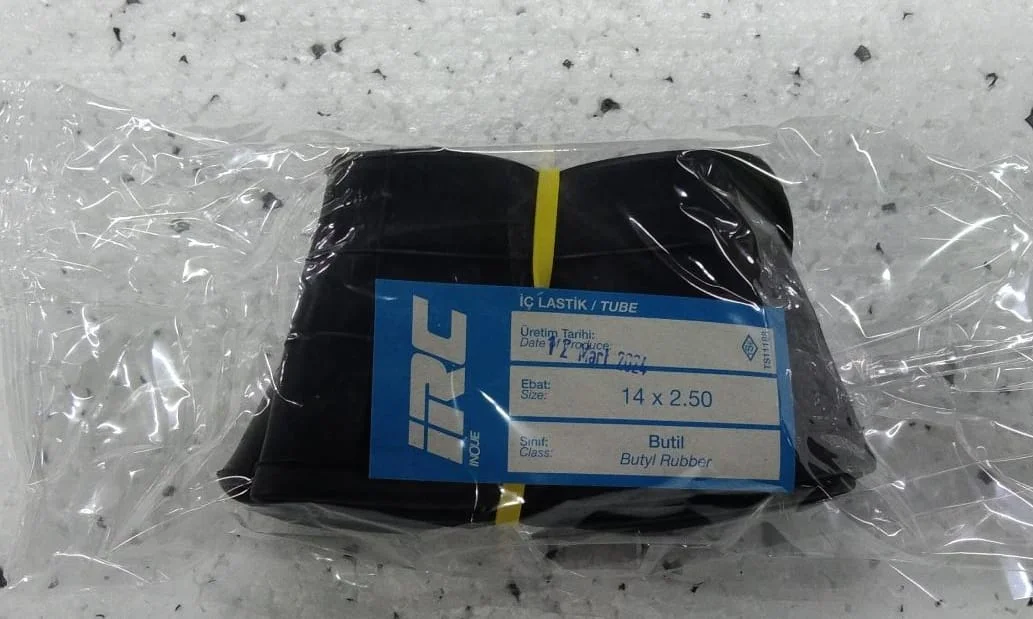 IRC
INOUE
İÇ LASTİK / TUBE
Üretim Tarihi:
Date of Produce:
12 Mart 2024
Ebat:
Size:
14 x 2.50
Sınıf:
Class:
Butil
Butyl Rubber